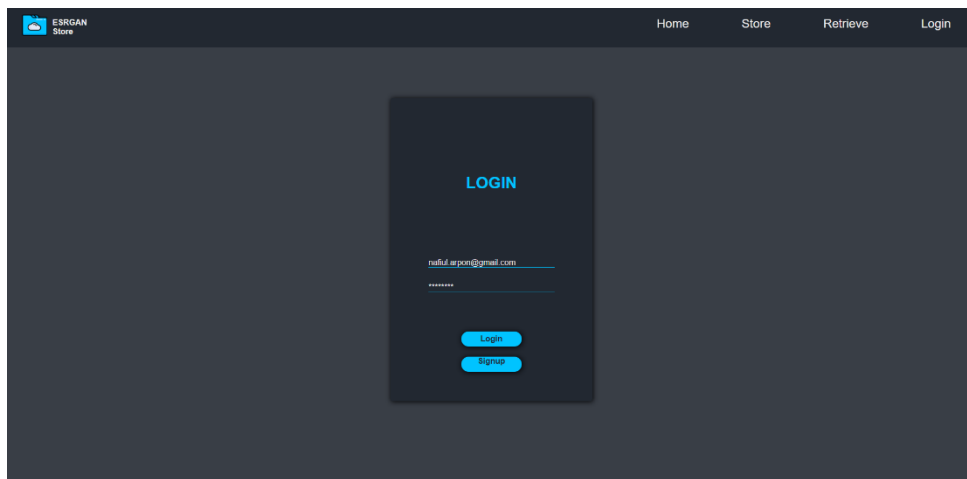 ESRGAN
Store
Home Store Retrieve Login
LOGIN
nafiul.arpon@gmail.com
********
Login
Signup